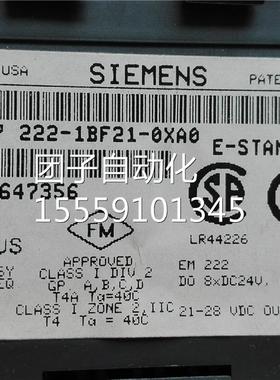 USA
SIEMENS
PATE
222-1BF21-0XA0
E-STAN
647356
团子自动化
15559101345
SA
FM
LR44226
US
APPROVED
CLASS I DIV 2
GP. A,B,C,D
T4A Ta=40C
CLASS I ZONE 2,IIC
T4 Ta = 40C
EM 222
DO 8xDC24V,
21-28 VDC OU